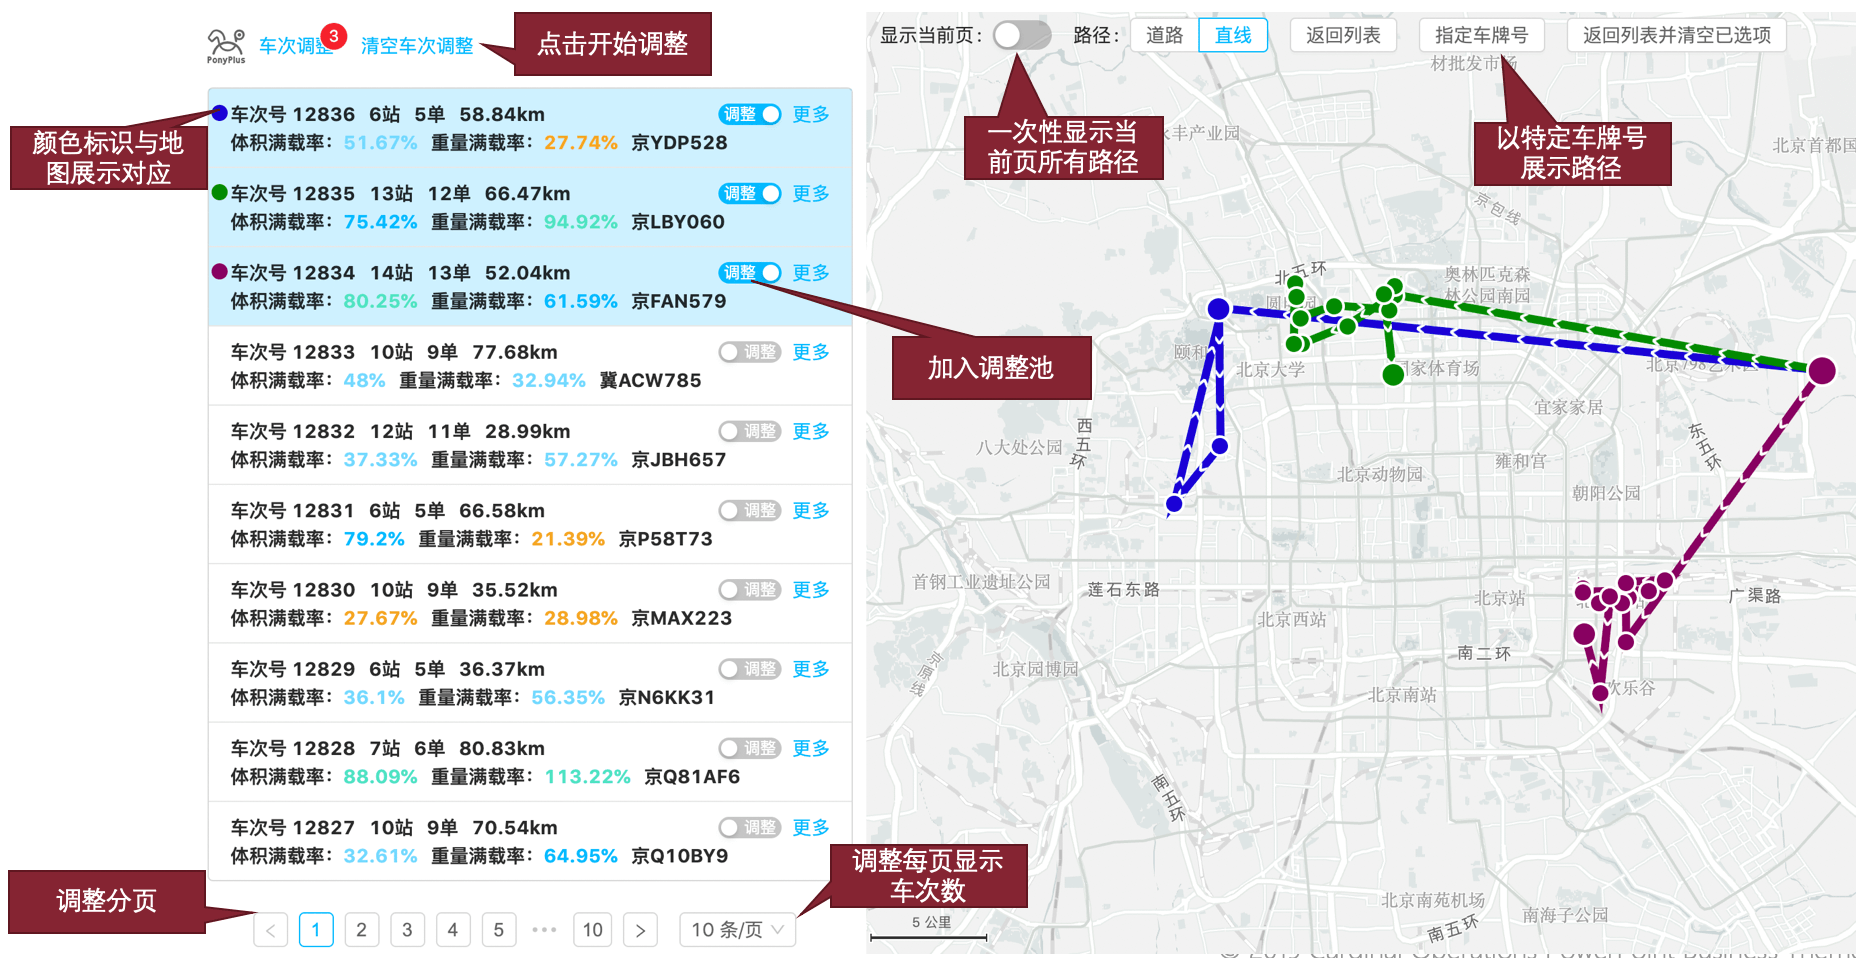 PonyPlus
车次调整
3
清空车次调整
点击开始调整
显示当前页：
路径：
道路
直线
返回列表
指定车牌号
返回列表并清空已选项
车次号 12836 6站 5单 58.84km
调整
更多
体积满载率： 51.67% 重量满载率： 27.74% 京YDP528
车次号 12835 13站 12单 66.47km
调整
更多
体积满载率： 75.42% 重量满载率： 94.92% 京LBY060
车次号 12834 14站 13单 52.04km
调整
更多
体积满载率： 80.25% 重量满载率： 61.59% 京FAN579
车次号 12833 10站 9单 77.68km
调整
更多
体积满载率： 48% 重量满载率： 32.94% 冀ACW785
车次号 12832 12站 11单 28.99km
调整
更多
体积满载率： 37.33% 重量满载率： 57.27% 京JBH657
车次号 12831 6站 5单 66.58km
调整
更多
体积满载率： 79.2% 重量满载率： 21.39% 京P58T73
车次号 12830 10站 9单 35.52km
调整
更多
体积满载率： 27.67% 重量满载率： 28.98% 京MAX223
车次号 12829 6站 5单 36.37km
调整
更多
体积满载率： 36.1% 重量满载率： 56.35% 京N6KK31
车次号 12828 7站 6单 80.83km
调整
更多
体积满载率： 88.09% 重量满载率： 113.22% 京Q81AF6
车次号 12827 10站 9单 70.54km
调整
更多
体积满载率： 32.61% 重量满载率： 64.95% 京Q10BY9
< 1 2 3 4 5 ••• 10 >
10 条/页
颜色标识与地
图展示对应
一次性显示当
前页所有路径
以特定车牌号
展示路径
加入调整池
调整分页
调整每页显示
车次数
材批发市场
永丰产业园
北京首都国
京包线
北五环
奥林匹克森
林公园南园
圆明园
颐和
北京大学
国家体育场
北京798艺术区
宜家家居
西五环
八大处公园
东五环
雍和宫
北京动物园
朝阳公园
首钢工业遗址公园
莲石东路
北京站
广渠路
北京西站
南二环
京原线
北京园博园
北京南站
欢乐谷
南五环
北京南苑机场
南海子公园
南五环
5 公里